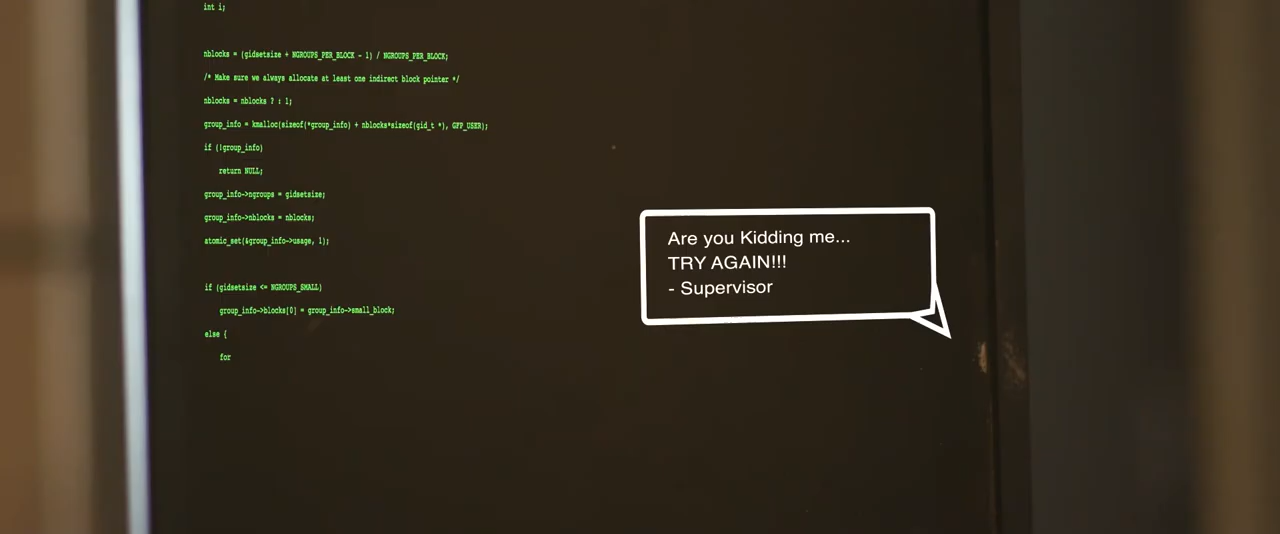 int i;
nblocks = (gidsetsize + NGROUPS_PER_BLOCK - 1) / NGROUPS_PER_BLOCK;
/* Make sure we always allocate at least one indirect block pointer */
nblocks = nblocks ? : 1;
group_info = kmalloc(sizeof(*group_info) + nblocks*sizeof(gid_t *), GFP_USER);
if (!group_info)
return NULL;
group_info->ngroups = gidsetsize;
group_info->nblocks = nblocks;
atomic_set(&group_info->usage, 1);
if (gidsetsize <= NGROUPS_SMALL)
group_info->blocks[0] = group_info->small_block;
else {
for
Are you Kidding me...
TRY AGAIN!!!
- Supervisor